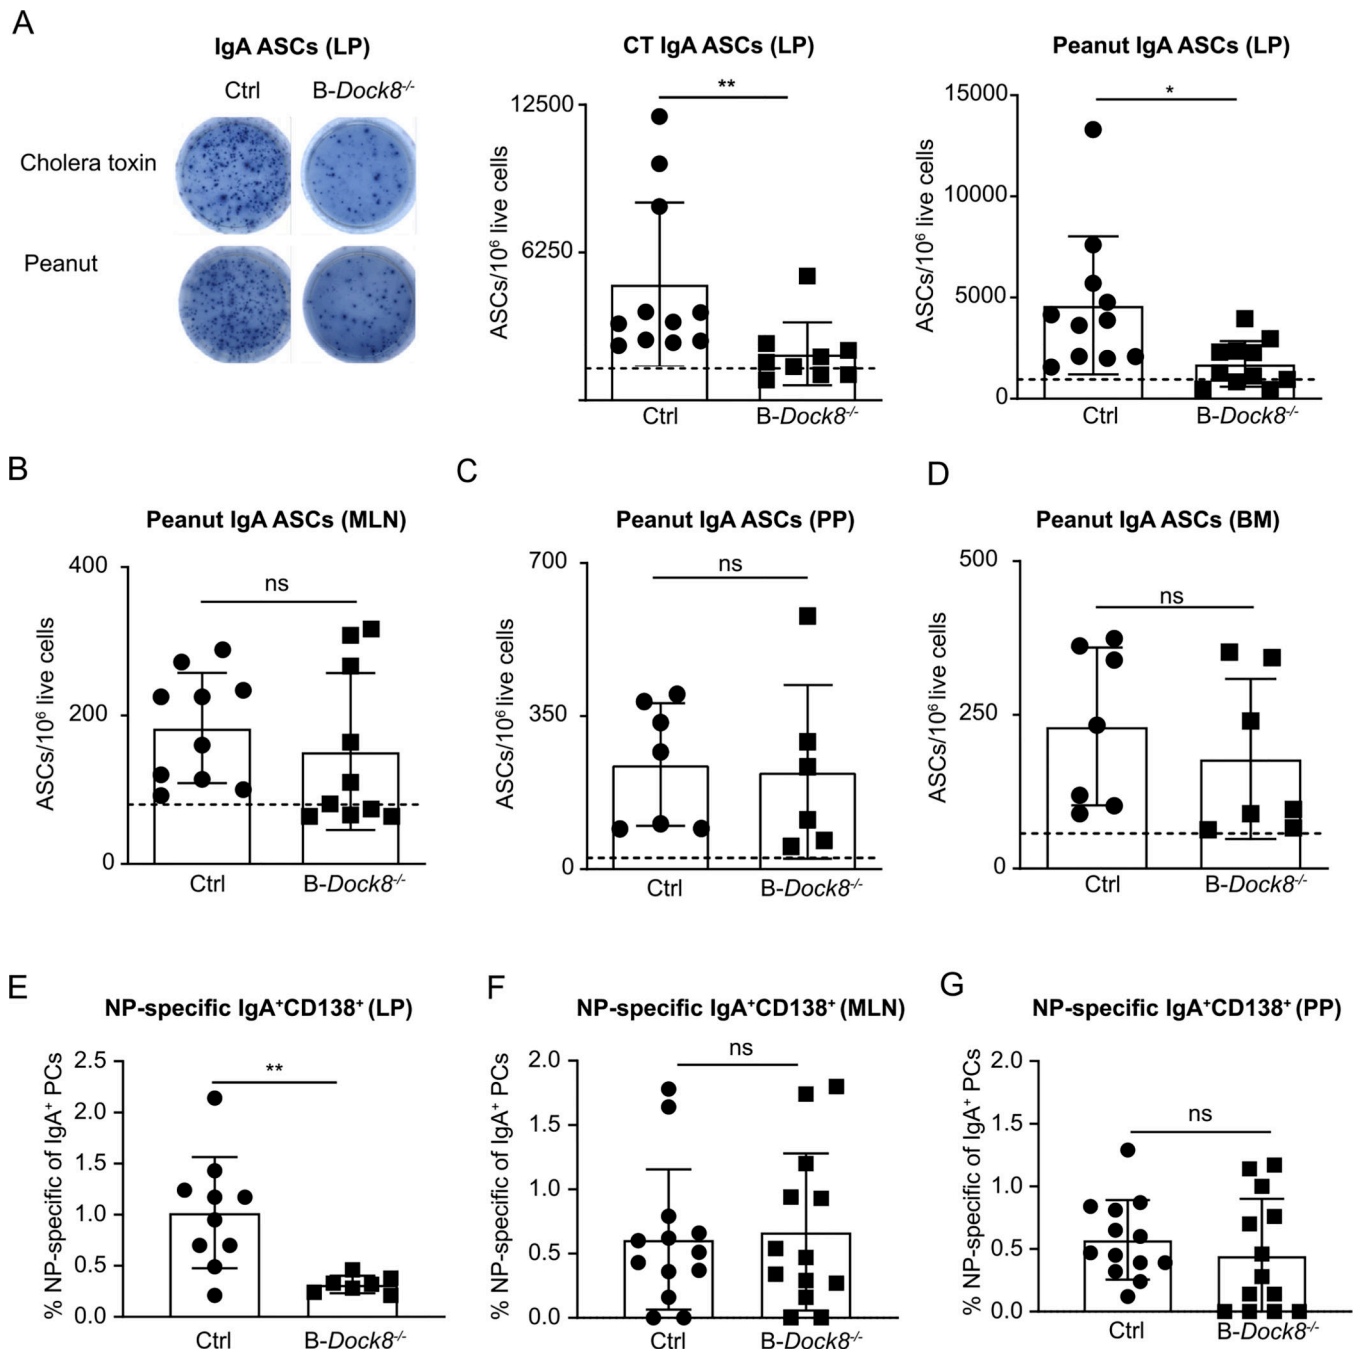 A
IgA ASCs (LP)
Ctrl
B-Dock8-/-
Cholera toxin
Peanut
CT IgA ASCs (LP)
**
12500
6250
ASCs/10⁶ live cells
Ctrl
B-Dock8-/-
Peanut IgA ASCs (LP)
*
15000
10000
5000
0
ASCs/10⁶ live cells
Ctrl
B-Dock8-/-
B
Peanut IgA ASCs (MLN)
ns
400
200
0
ASCs/10⁶ live cells
Ctrl
B-Dock8-/-
C
Peanut IgA ASCs (PP)
ns
700
350
0
ASCs/10⁶ live cells
Ctrl
B-Dock8-/-
D
Peanut IgA ASCs (BM)
ns
500
250
0
ASCs/10⁶ live cells
Ctrl
B-Dock8-/-
E
NP-specific IgA⁺CD138⁺ (LP)
**
2.5
2.0
1.5
1.0
0.5
0.0
% NP-specific of IgA⁺ PCs
Ctrl
B-Dock8-/-
F
NP-specific IgA⁺CD138⁺ (MLN)
ns
2.0
1.5
1.0
0.5
0.0
% NP-specific of IgA⁺ PCs
Ctrl
B-Dock8-/-
G
NP-specific IgA⁺CD138⁺ (PP)
ns
2.0
1.5
1.0
0.5
0.0
% NP-specific of IgA⁺ PCs
Ctrl
B-Dock8-/-